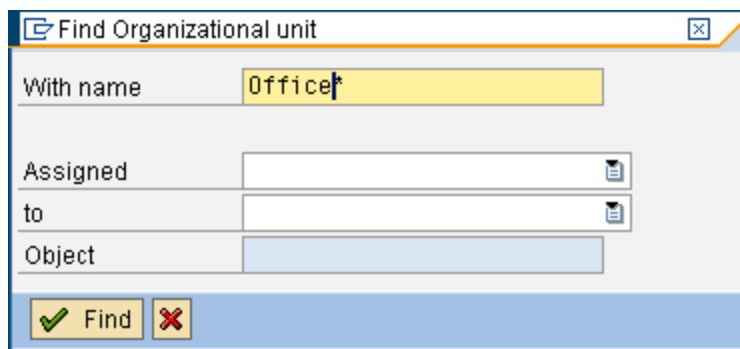 Find Organizational unit
With name Office*
Assigned
to
Object
Find